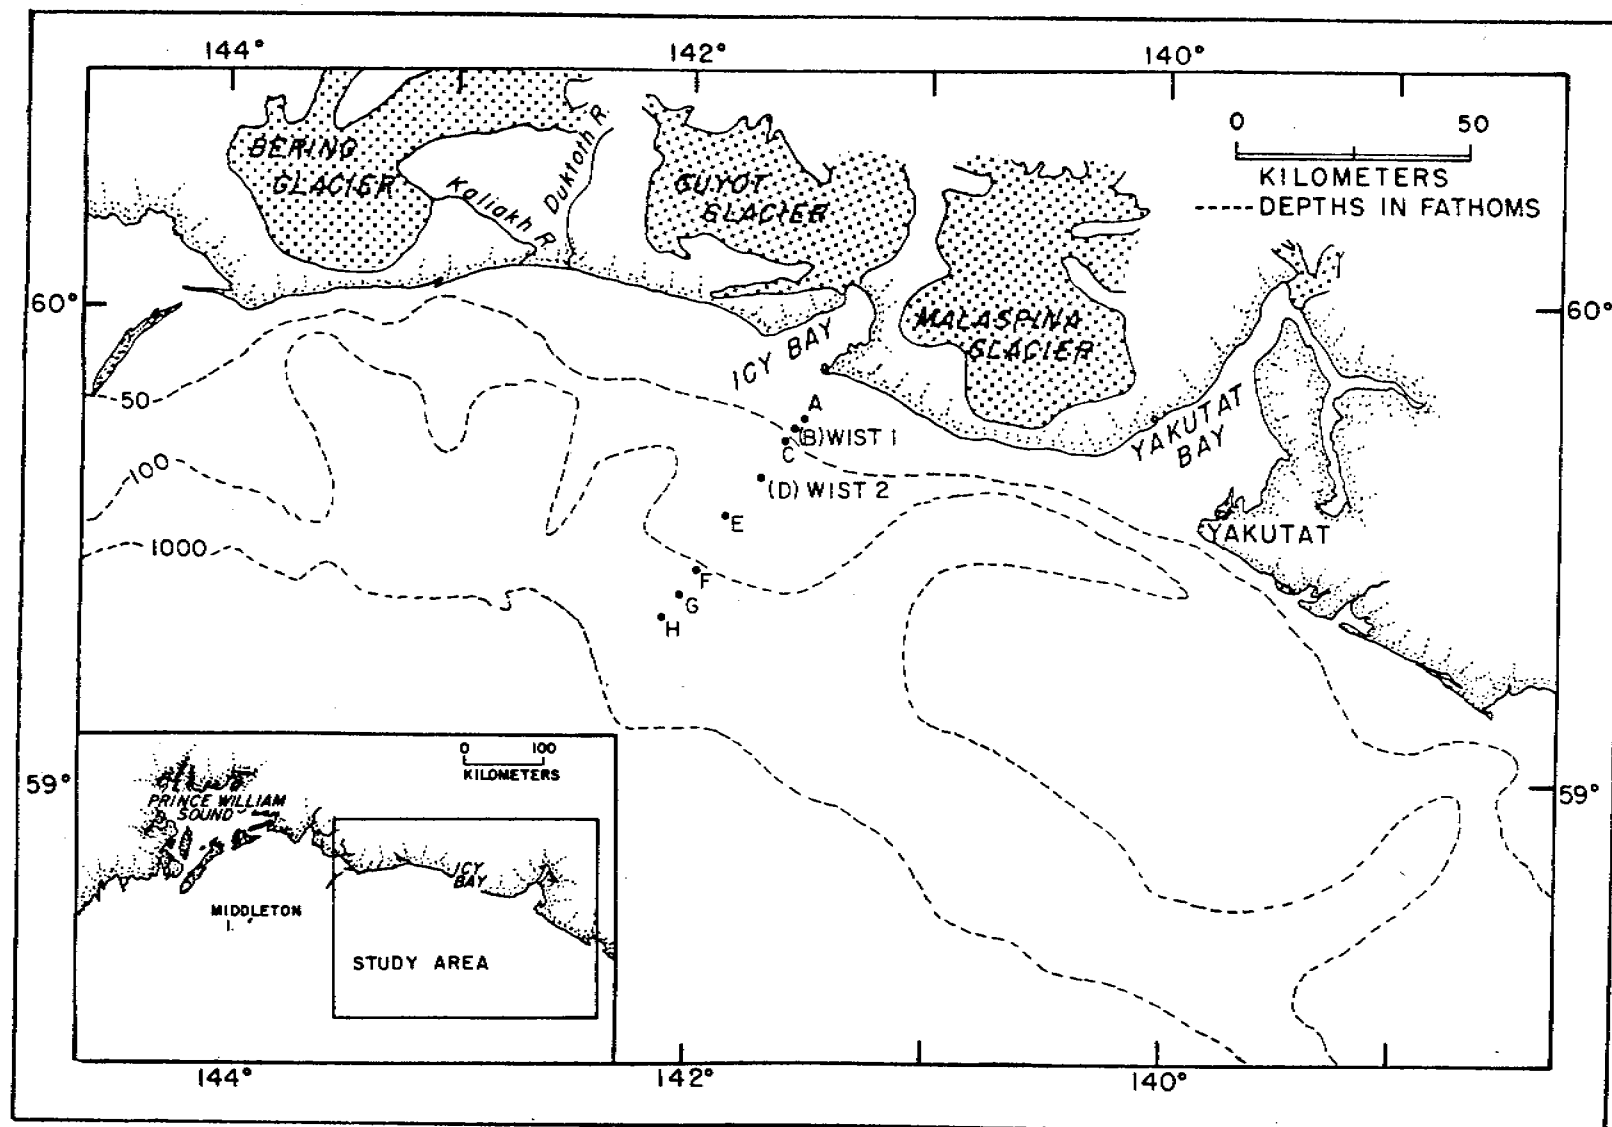 144°
142°
140°
0 50
KILOMETERS
DEPTHS IN FATHOMS
BERING
GLACIER
Kaliakh R.
Duktoth R.
GUYOT
GLACIER
60°
60°
MALASPINA
GLACIER
ICY BAY
YAKUTAT
BAY
50
A
(B) WIST 1
C
100
(D) WIST 2
E
YAKUTAT
1000
F
G
H
0 100
KILOMETERS
59°
59°
PRINCE WILLIAM
SOUND
ICY
BAY
MIDDLETON
I.
STUDY AREA
144°
142°
140°